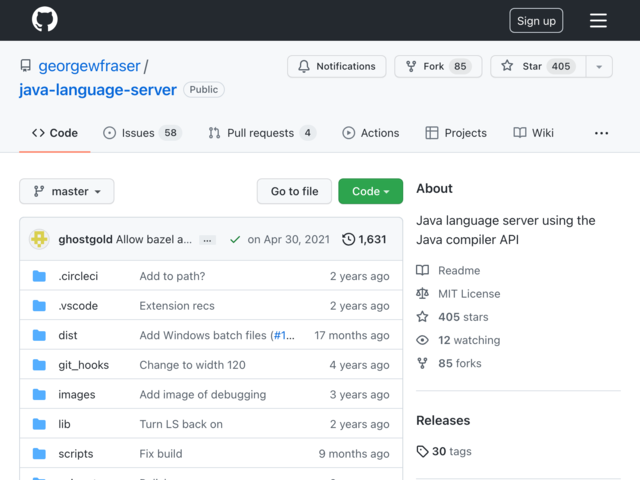 Sign up
georgewfraser /
java-language-server Public
Notifications
Fork 85
Star 405
Code
Issues 58
Pull requests 4
Actions
Projects
Wiki
...
master
Go to file
Code
ghostgold Allow bazel a... ... on Apr 30, 2021 1,631
.circleci Add to path? 2 years ago
.vscode Extension recs 2 years ago
dist Add Windows batch files (#1... 17 months ago
git_hooks Change to width 120 4 years ago
images Add image of debugging 3 years ago
lib Turn LS back on 2 years ago
scripts Fix build 9 months ago
About
Java language server using the
Java compiler API
Readme
MIT License
405 stars
12 watching
85 forks
Releases
30 tags